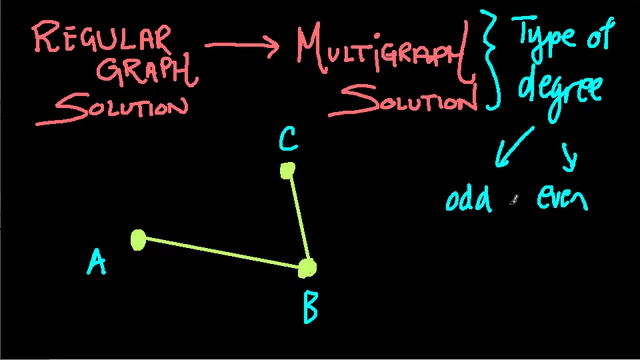 REGULAR GRAPH SOLUTION
MULTIGRAPH SOLUTION
Type of degree
odd even
C
A
B